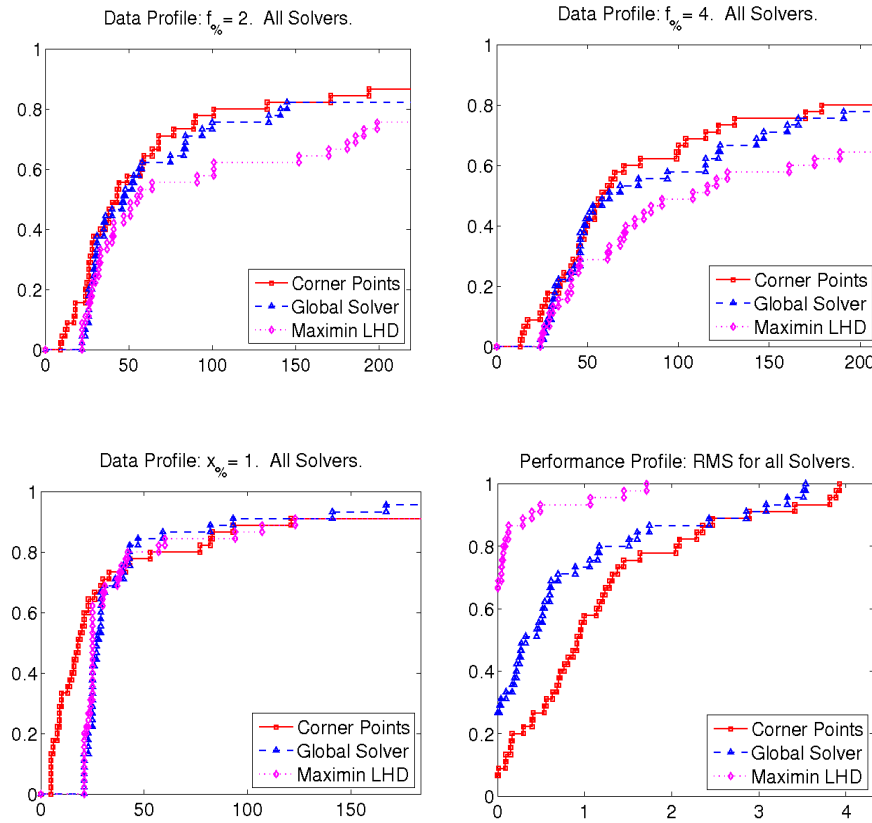 Data Profile: f% = 2. All Solvers.
1
0.8
0.6
0.4
0.2
0
0 50 100 150 200
Corner Points
Global Solver
Maximin LHD
Data Profile: f% = 4. All Solvers.
1
0.8
0.6
0.4
0.2
0
0 50 100 150 200
Corner Points
Global Solver
Maximin LHD
Data Profile: x% = 1. All Solvers.
1
0.8
0.6
0.4
0.2
0
0 50 100 150
Corner Points
Global Solver
Maximin LHD
Performance Profile: RMS for all Solvers.
1
0.8
0.6
0.4
0.2
0
0 1 2 3 4
Corner Points
Global Solver
Maximin LHD